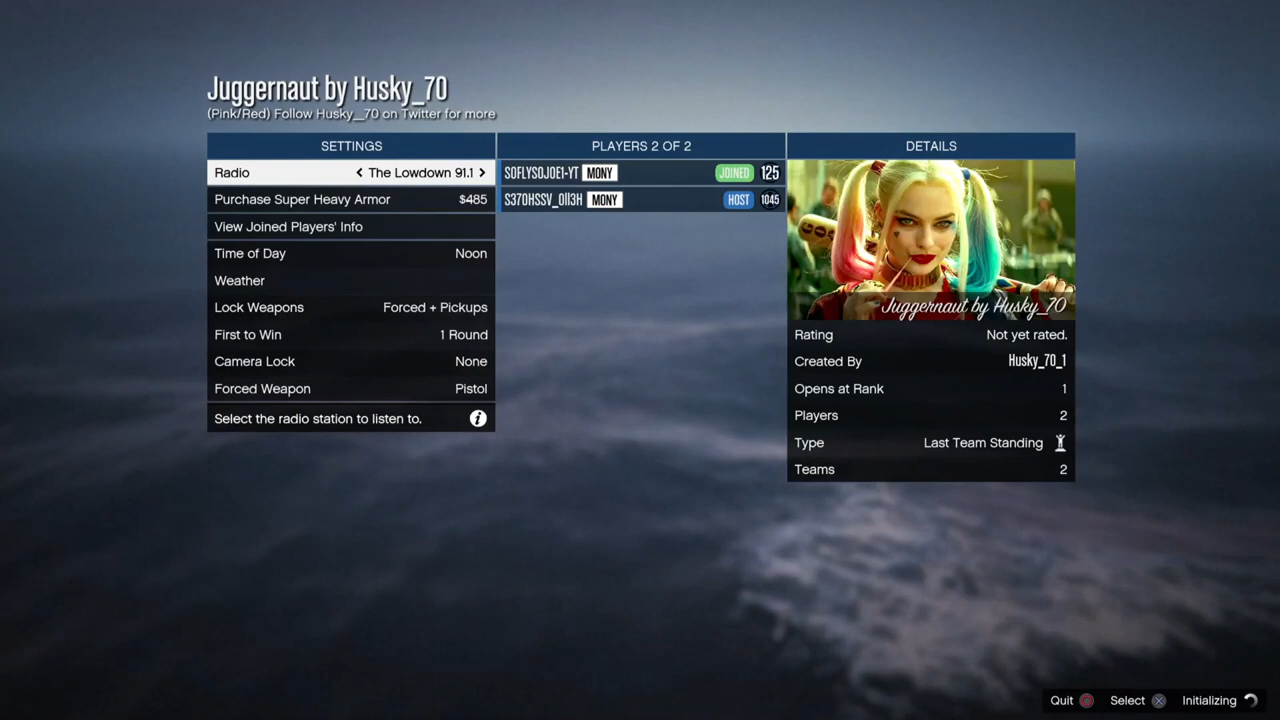 Juggernaut by Husky_70
(Pink/Red) Follow Husky__70 on Twitter for more
SETTINGS
Radio < The Lowdown 91.1 >
Purchase Super Heavy Armor $485
View Joined Players' Info
Time of Day Noon
Weather
Lock Weapons Forced + Pickups
First to Win 1 Round
Camera Lock None
Forced Weapon Pistol
Select the radio station to listen to. i
PLAYERS 2 OF 2
S0FLYS0J0E1-YT MONY JOINED 125
S370HSSV_0ll3H MONY HOST 1045
DETAILS
GOO
Juggernaut by Husky_70
Rating Not yet rated.
Created By Husky_70_1
Opens at Rank 1
Players 2
Type Last Team Standing
Teams 2
Quit Select Initializing